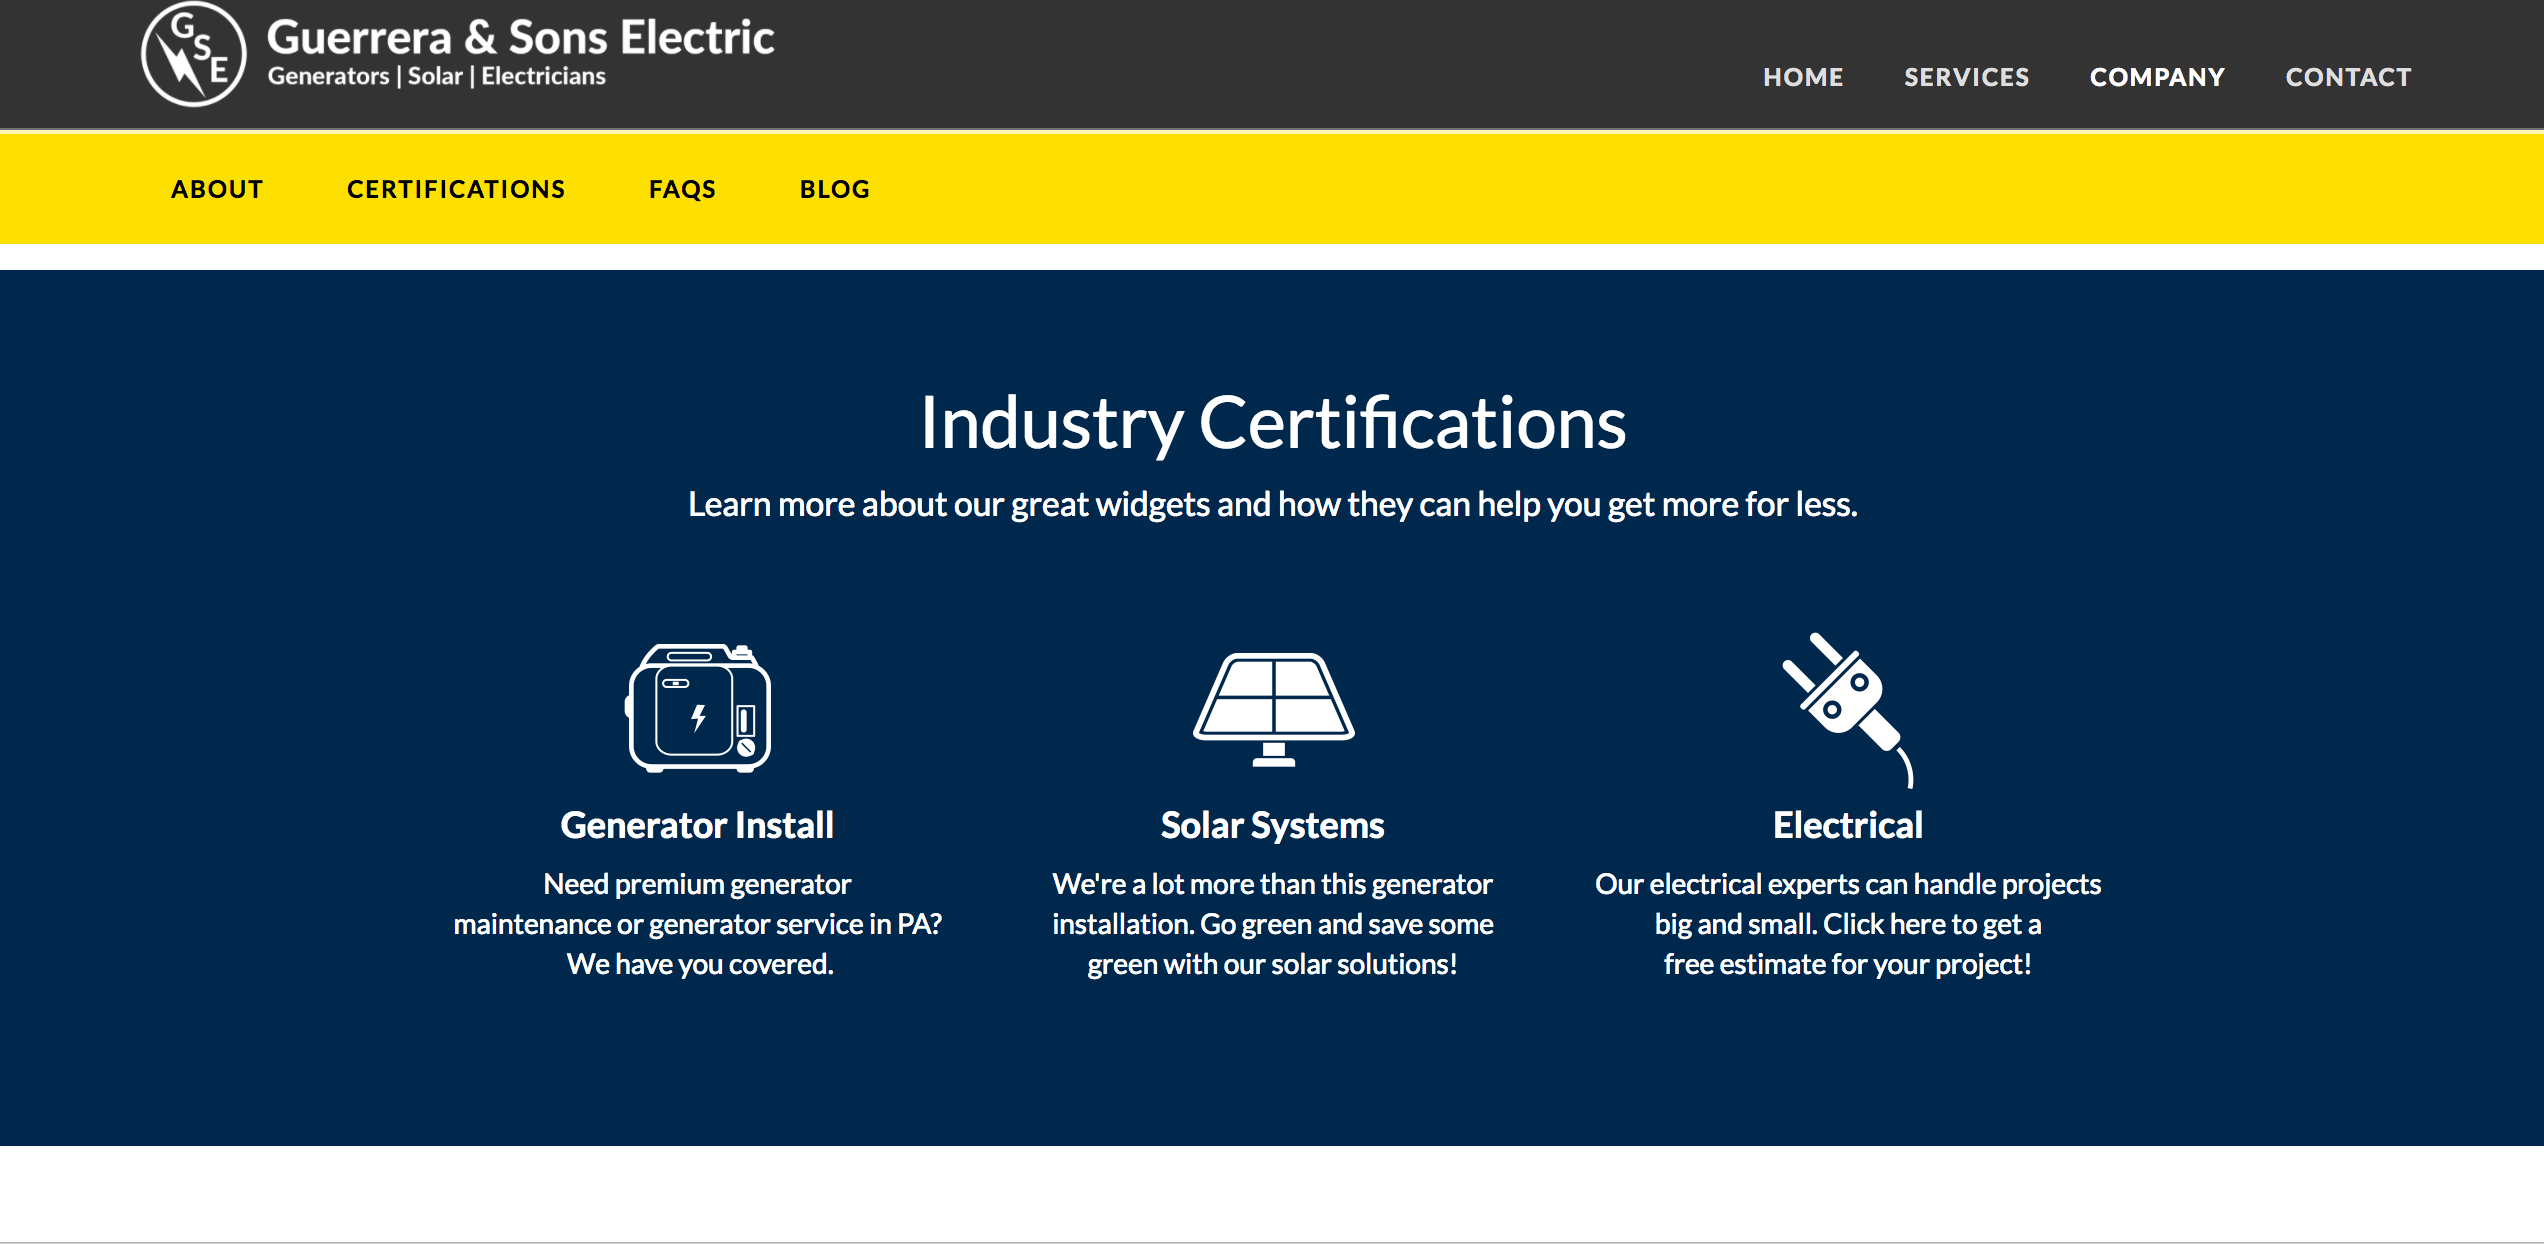 GSE
Guerrera & Sons Electric
Generators | Solar | Electricians
HOME SERVICES COMPANY CONTACT
ABOUT CERTIFICATIONS FAQS BLOG
Industry Certifications
Learn more about our great widgets and how they can help you get more for less.
Generator Install
Need premium generator
maintenance or generator service in PA?
We have you covered.
Solar Systems
We're a lot more than this generator
installation. Go green and save some
green with our solar solutions!
Electrical
Our electrical experts can handle projects
big and small. Click here to get a
free estimate for your project!